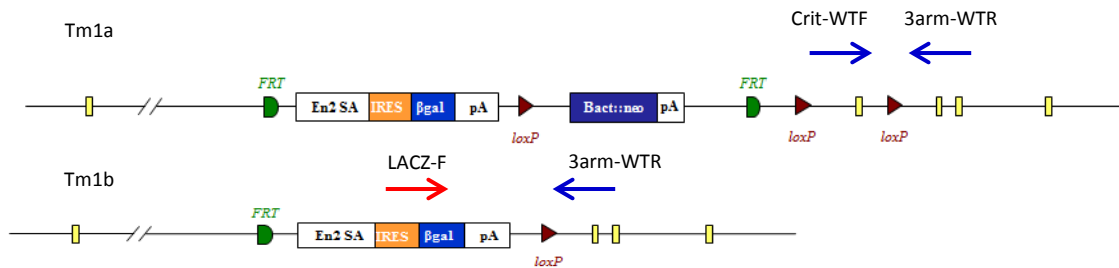 Crit-WTF 3arm-WTR
Tm1a
FRT FRT
En2 SA IRES βgal pA Bact::neo pA
loxP loxP loxP
LACZ-F 3arm-WTR
Tm1b
FRT
En2 SA IRES βgal pA
loxP